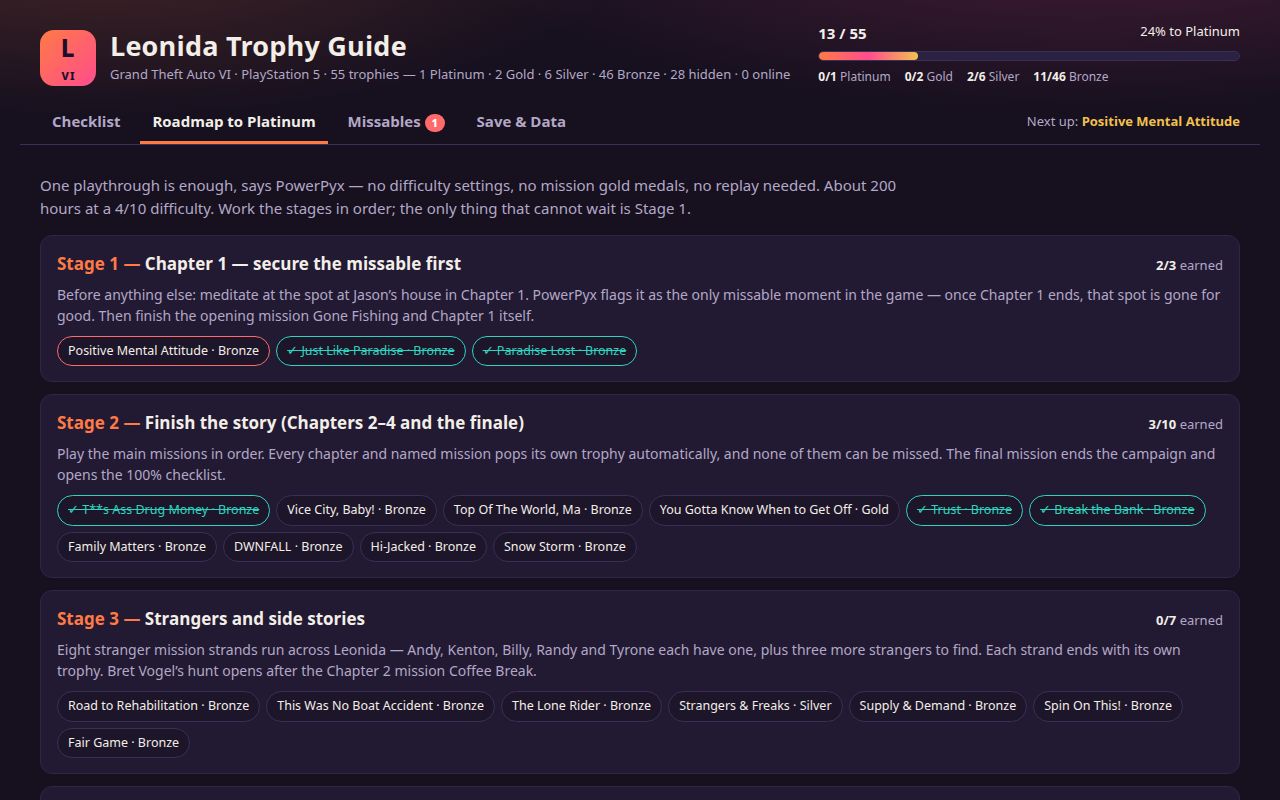 L
VI
Leonida Trophy Guide
Grand Theft Auto VI · PlayStation 5 · 55 trophies — 1 Platinum · 2 Gold · 6 Silver · 46 Bronze · 28 hidden · 0 online
13 / 55
24% to Platinum
0/1 Platinum 0/2 Gold 2/6 Silver 11/46 Bronze
Checklist Roadmap to Platinum Missables 1 Save & Data
Next up: Positive Mental Attitude
One playthrough is enough, says PowerPyx — no difficulty settings, no mission gold medals, no replay needed. About 200
hours at a 4/10 difficulty. Work the stages in order; the only thing that cannot wait is Stage 1.
Stage 1 — Chapter 1 — secure the missable first
2/3 earned
Before anything else: meditate at the spot at Jason’s house in Chapter 1. PowerPyx flags it as the only missable moment in the game — once Chapter 1 ends, that spot is gone for
good. Then finish the opening mission Gone Fishing and Chapter 1 itself.
Positive Mental Attitude · Bronze ✓ Just Like Paradise · Bronze ✓ Paradise Lost · Bronze
Stage 2 — Finish the story (Chapters 2–4 and the finale)
3/10 earned
Play the main missions in order. Every chapter and named mission pops its own trophy automatically, and none of them can be missed. The final mission ends the campaign and
opens the 100% checklist.
✓ T**s Ass Drug Money · Bronze Vice City, Baby! · Bronze Top Of The World, Ma · Bronze You Gotta Know When to Get Off · Gold ✓ Trust · Bronze ✓ Break the Bank · Bronze
Family Matters · Bronze DWNFALL · Bronze Hi-Jacked · Bronze Snow Storm · Bronze
Stage 3 — Strangers and side stories
0/7 earned
Eight stranger mission strands run across Leonida — Andy, Kenton, Billy, Randy and Tyrone each have one, plus three more strangers to find. Each strand ends with its own
trophy. Bret Vogel’s hunt opens after the Chapter 2 mission Coffee Break.
Road to Rehabilitation · Bronze This Was No Boat Accident · Bronze The Lone Rider · Bronze Strangers & Freaks · Silver Supply & Demand · Bronze Spin On This! · Bronze
Fair Game · Bronze